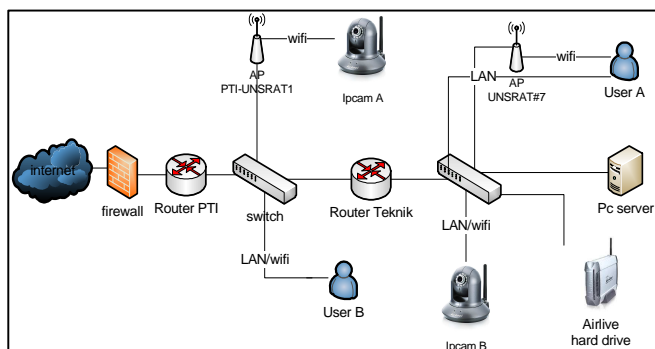 wifi
AP
PTI-UNSRAT1
Ipcam A
LAN
wifi
AP
UNSRAT#7
User A
internet
firewall
Router PTI
switch
Router Teknik
Pc server
LAN/wifi
LAN/wifi
User B
Ipcam B
Airlive
hard drive